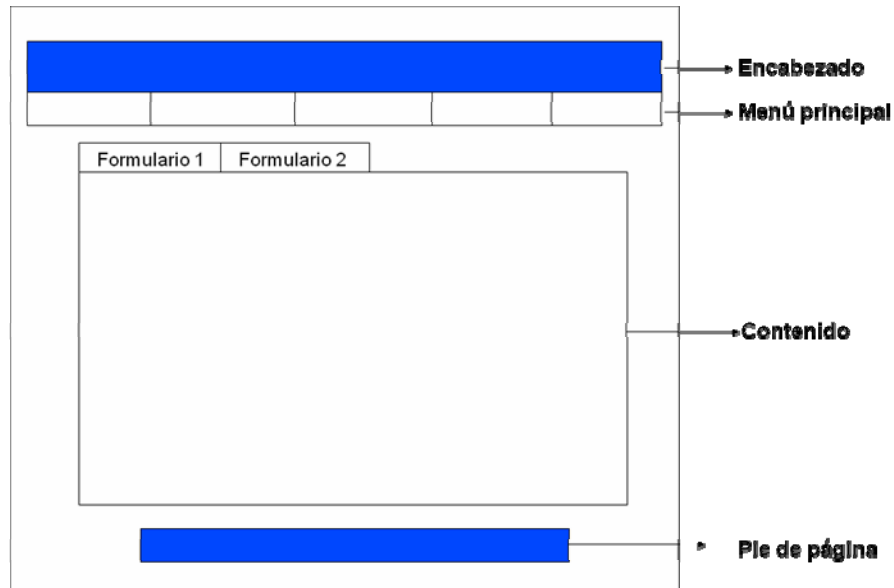 Encabezado
Menú principal
Formulario 1 Formulario 2
Contenido
Pie de página